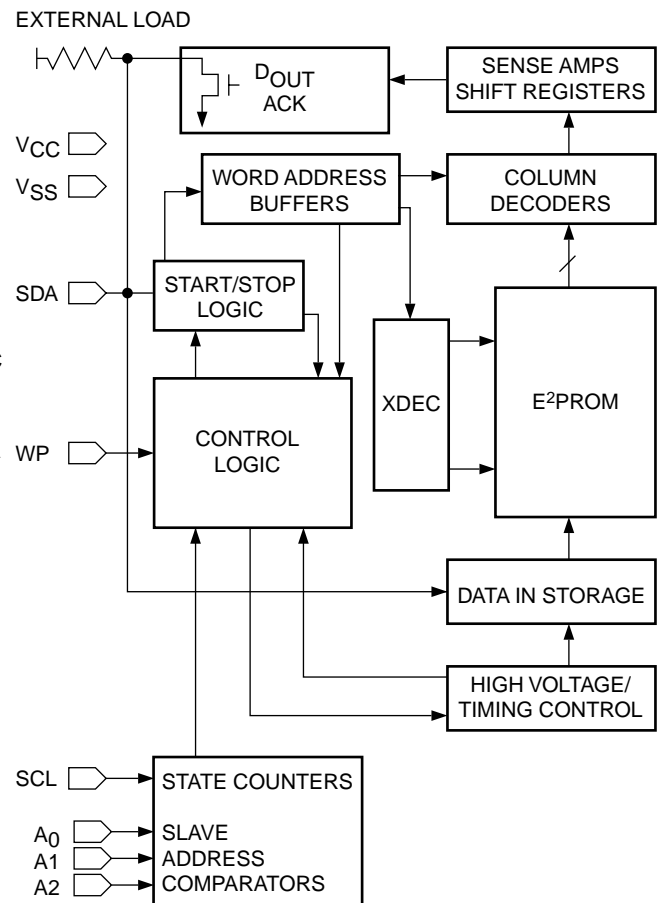 EXTERNAL LOAD
DOUT
ACK
SENSE AMPS
SHIFT REGISTERS
VCC
VSS
WORD ADDRESS
BUFFERS
COLUMN
DECODERS
SDA
START/STOP
LOGIC
XDEC
E2PROM
WP
CONTROL
LOGIC
DATA IN STORAGE
HIGH VOLTAGE/
TIMING CONTROL
SCL
STATE COUNTERS
A0
SLAVE
A1
ADDRESS
A2
COMPARATORS